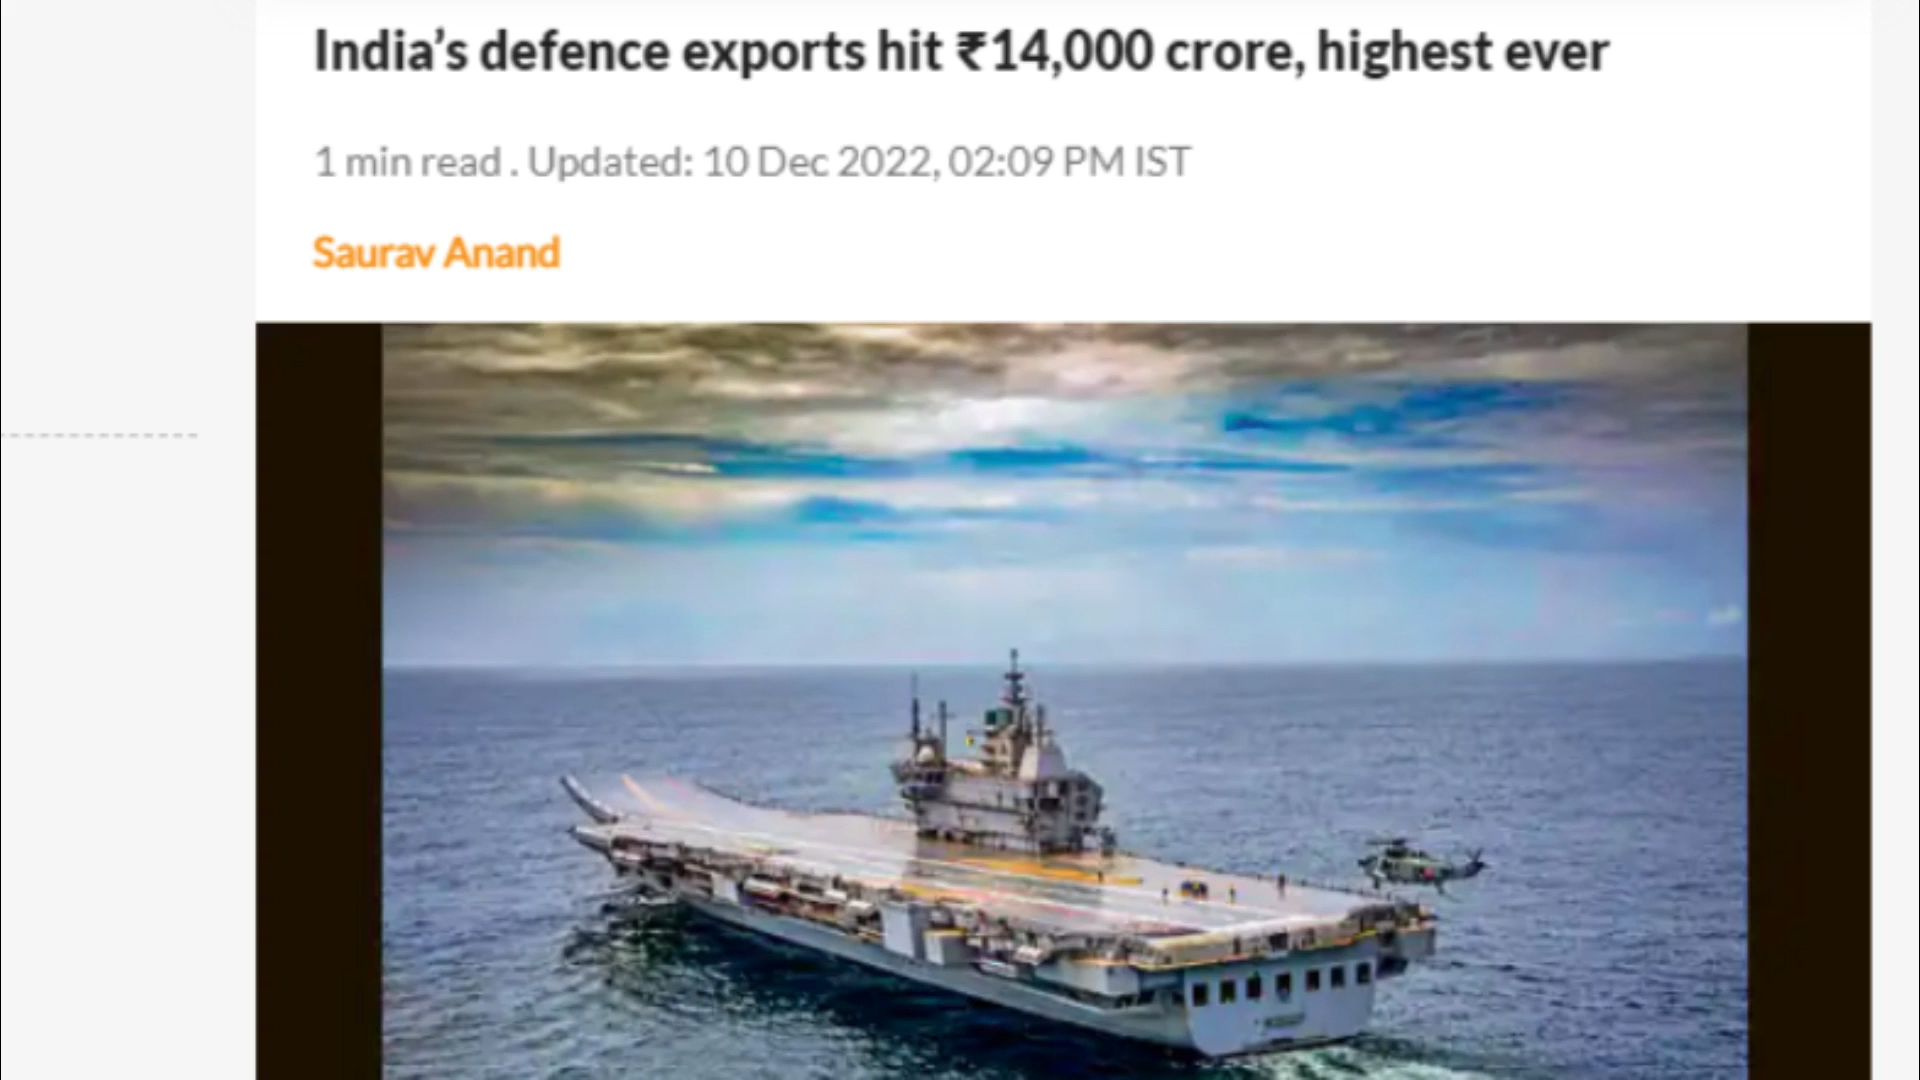 India’s defence exports hit ₹14,000 crore, highest ever
1 min read . Updated: 10 Dec 2022, 02:09 PM IST
Saurav Anand